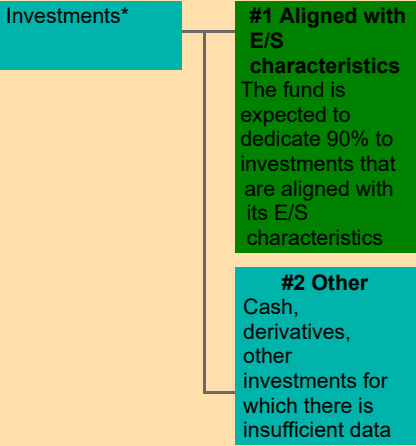 Investments*
#1 Aligned with
E/S
characteristics
The fund is
expected to
dedicate 90% to
investments that
are aligned with
its E/S
characteristics
#2 Other
Cash,
derivatives,
other
investments for
which there is
insufficient data